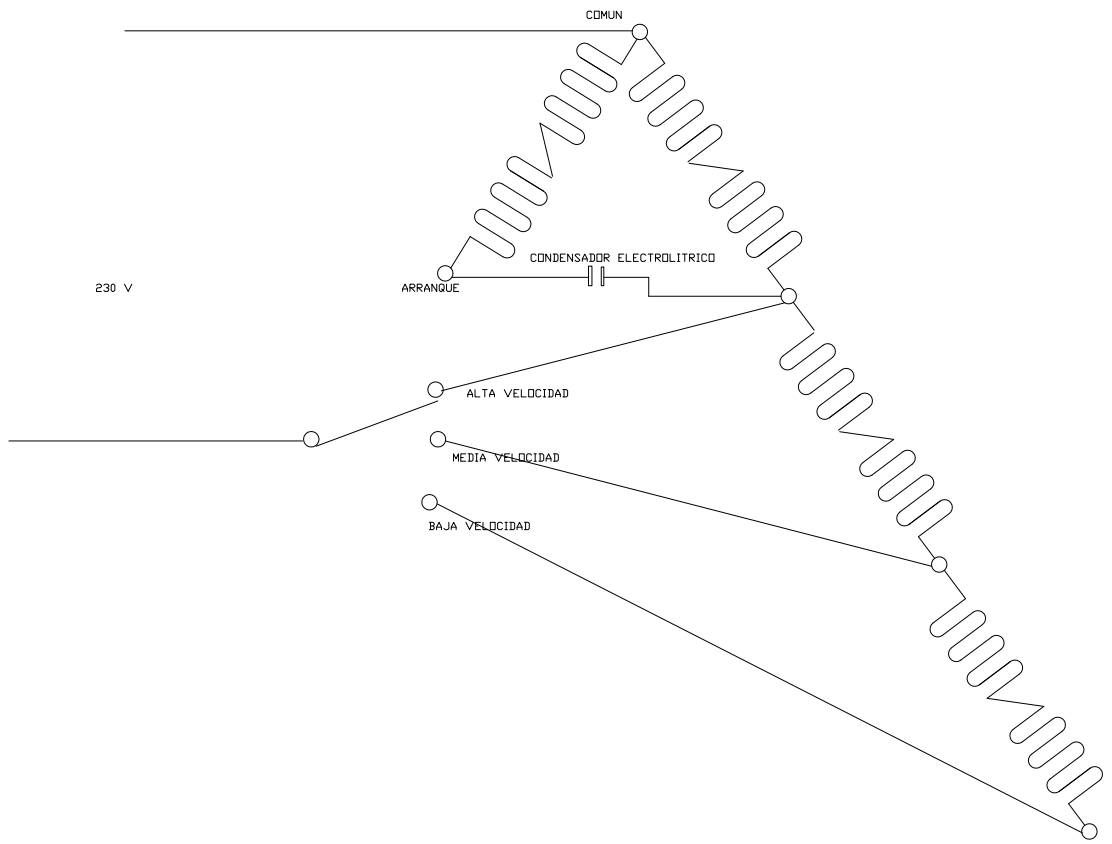 COMUN
CONDENSADOR ELECTROLITRICO
230 V
ARRANQUE
ALTA VELOCIDAD
MEDIA VELOCIDAD
BAJA VELOCIDAD